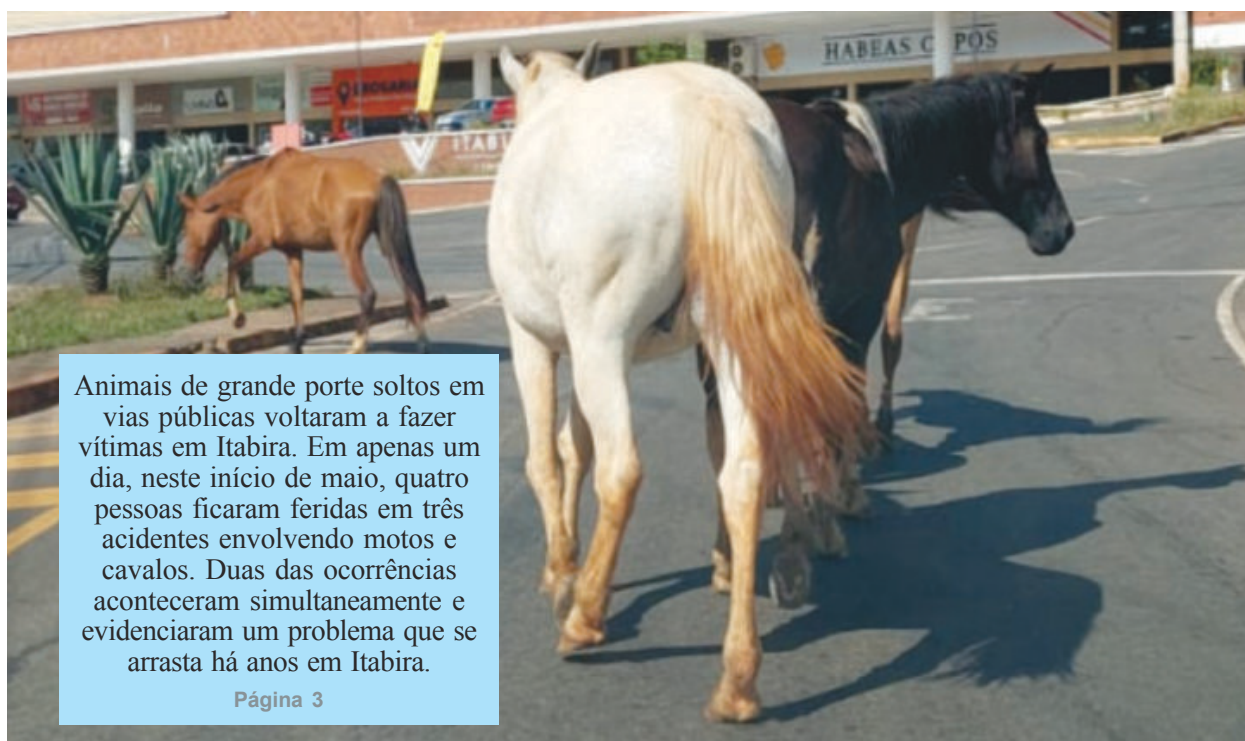 HABEAS C POS
DROGARIA
ITABI
Animais de grande porte soltos em
vias públicas voltaram a fazer
vítimas em Itabira. Em apenas um
dia, neste início de maio, quatro
pessoas ficaram feridas em três
acidentes envolvendo motos e
cavalos. Duas das ocorrências
aconteceram simultaneamente e
evidenciaram um problema que se
arrasta há anos em Itabira.
Página 3